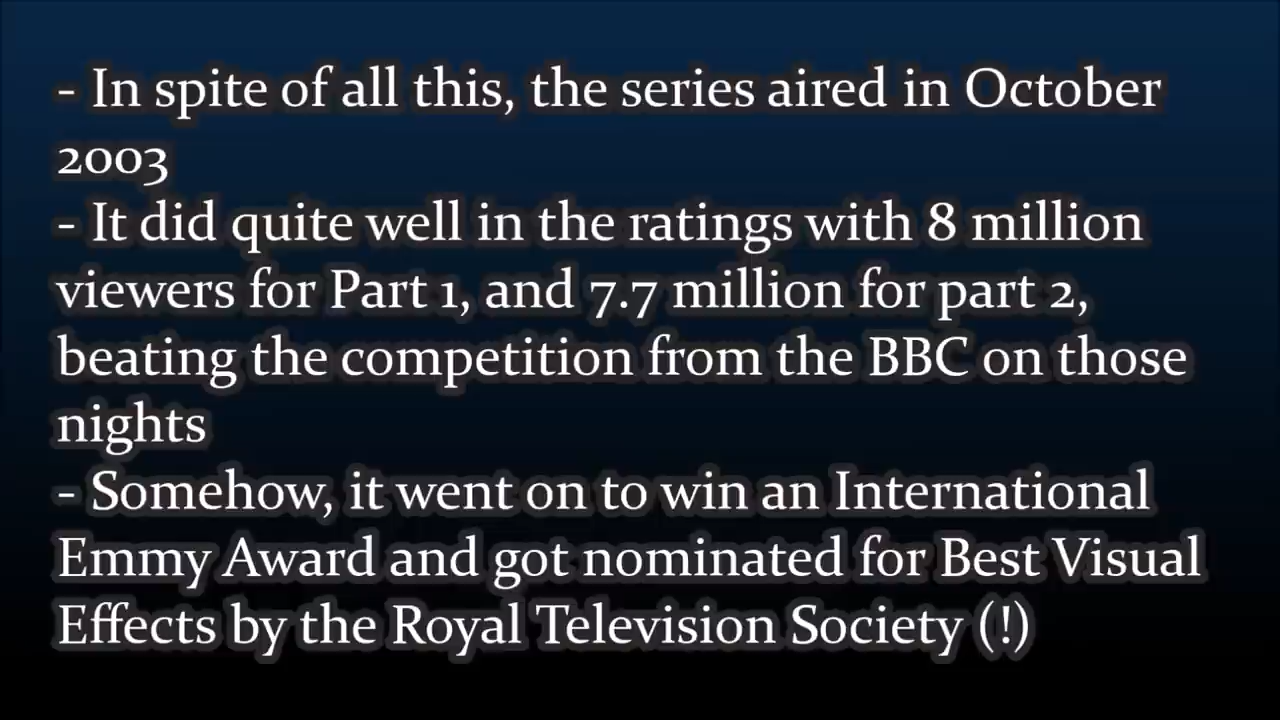 - In spite of all this, the series aired in October
2003
- It did quite well in the ratings with 8 million
viewers for Part 1, and 7.7 million for part 2,
beating the competition from the BBC on those
nights
- Somehow, it went on to win an International
Emmy Award and got nominated for Best Visual
Effects by the Royal Television Society (!)